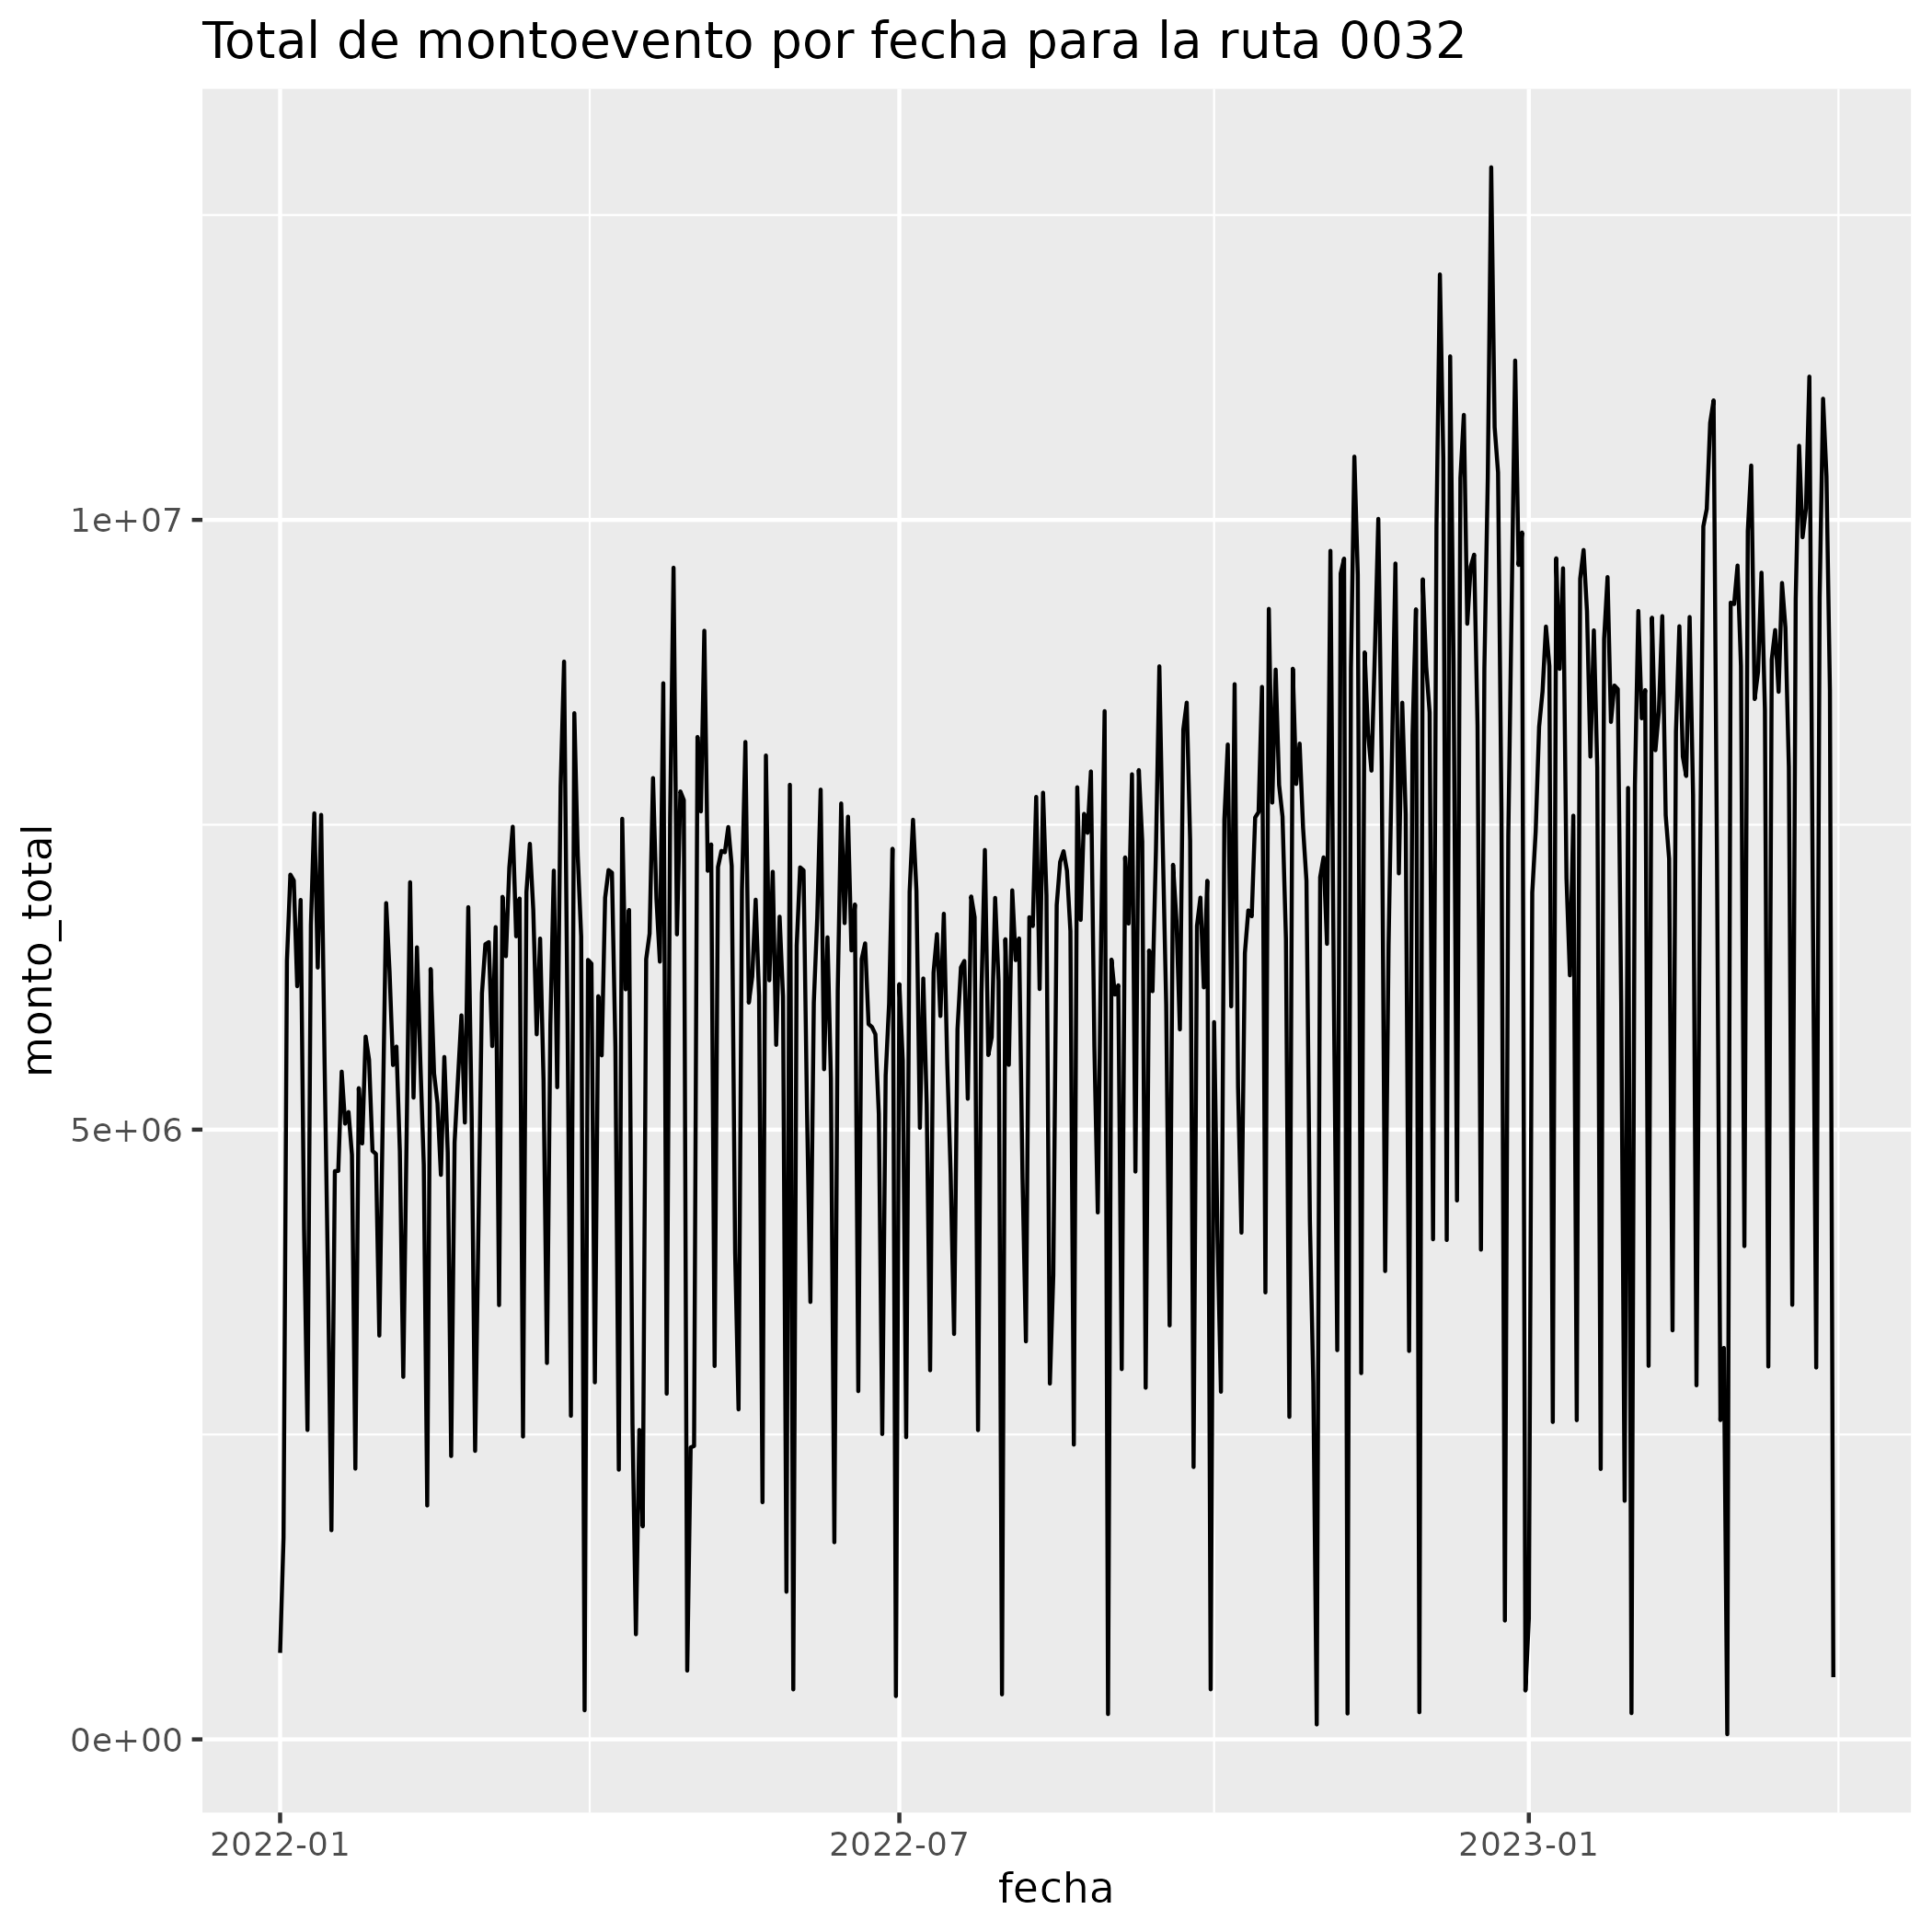 Total de montoevento por fecha para la ruta 0032
monto_total
1e+07
5e+06
0e+00
2022-01
2022-07
2023-01
fecha